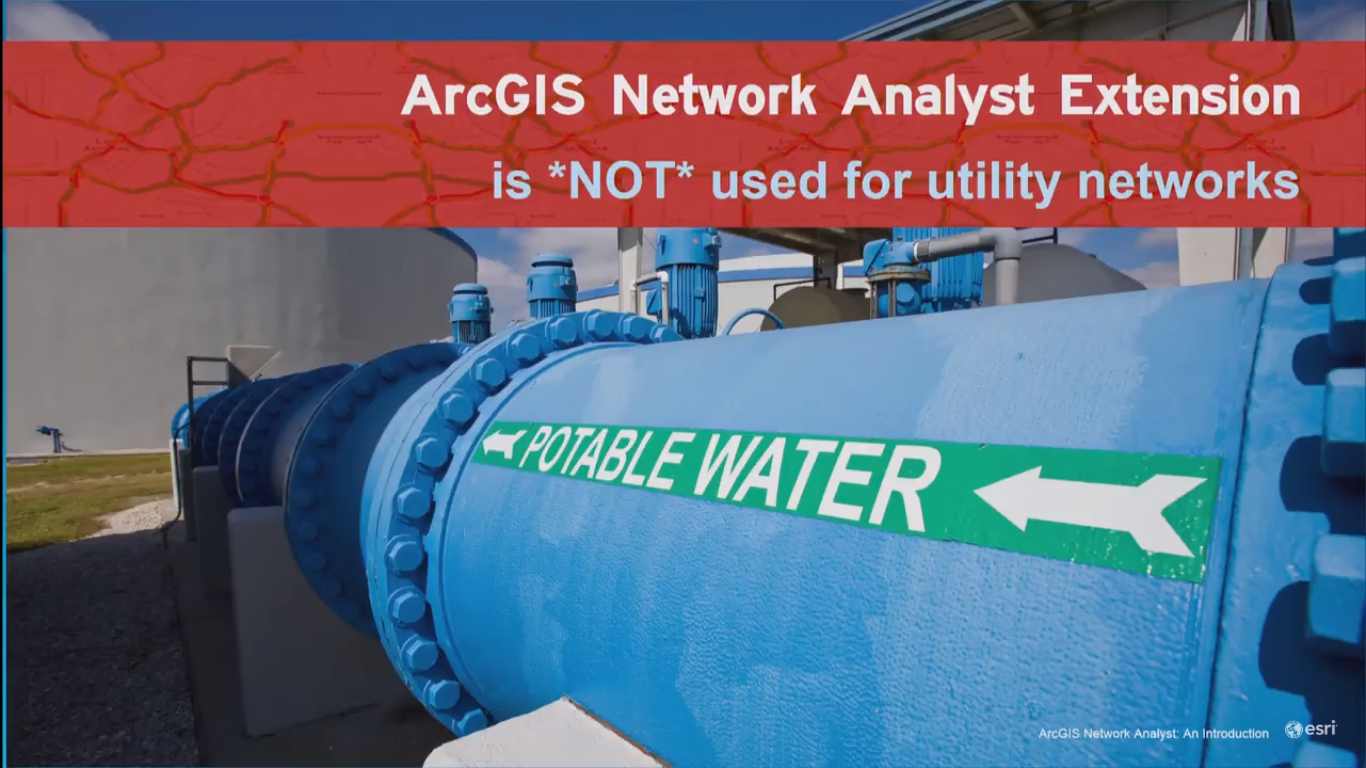 ArcGIS Network Analyst Extension
is *NOT* used for utility networks
POTABLE WATER
ArcGIS Network Analyst: An Introduction
esri